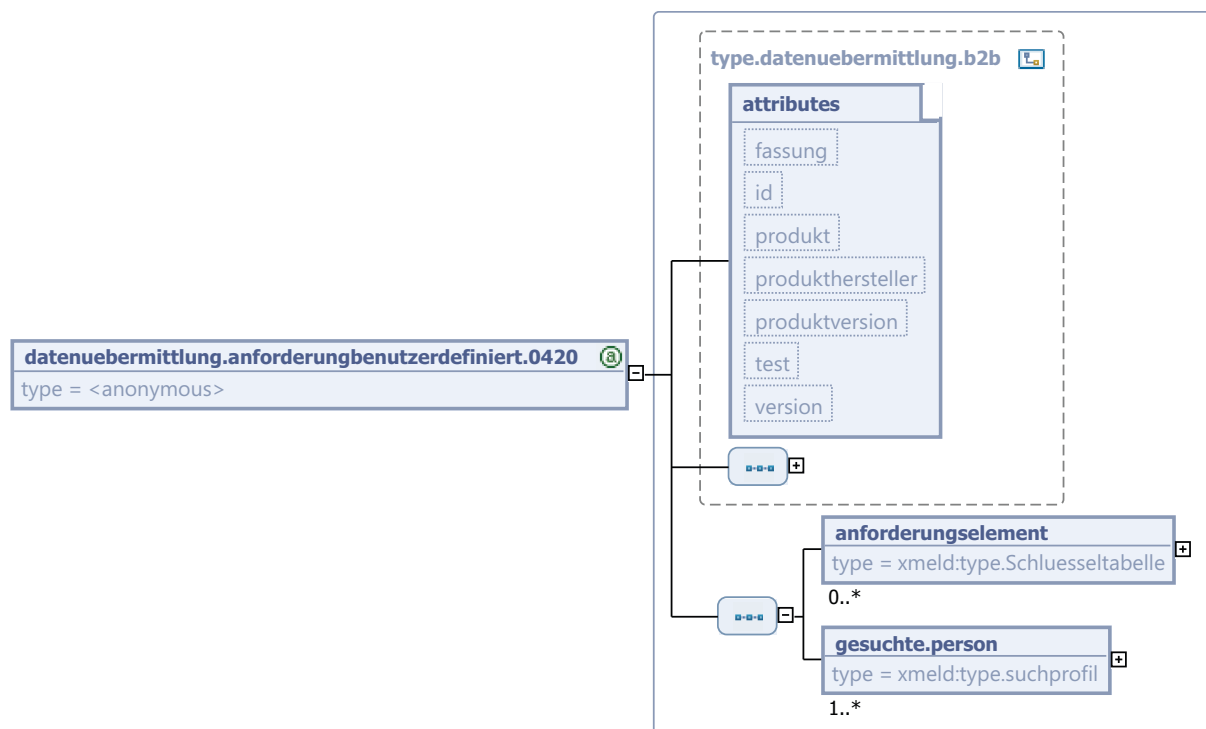 type.datenuebermittlung.b2b
attributes
fassung
id
produkt
produkthersteller
produktversion
test
version
datenuebermittlung.anforderungbenutzerdefiniert.0420
type = <anonymous>
anforderungselement
type = xmeld:type.Schluesseltabelle
0..*
gesuchte.person
type = xmeld:type.suchprofil
1..*